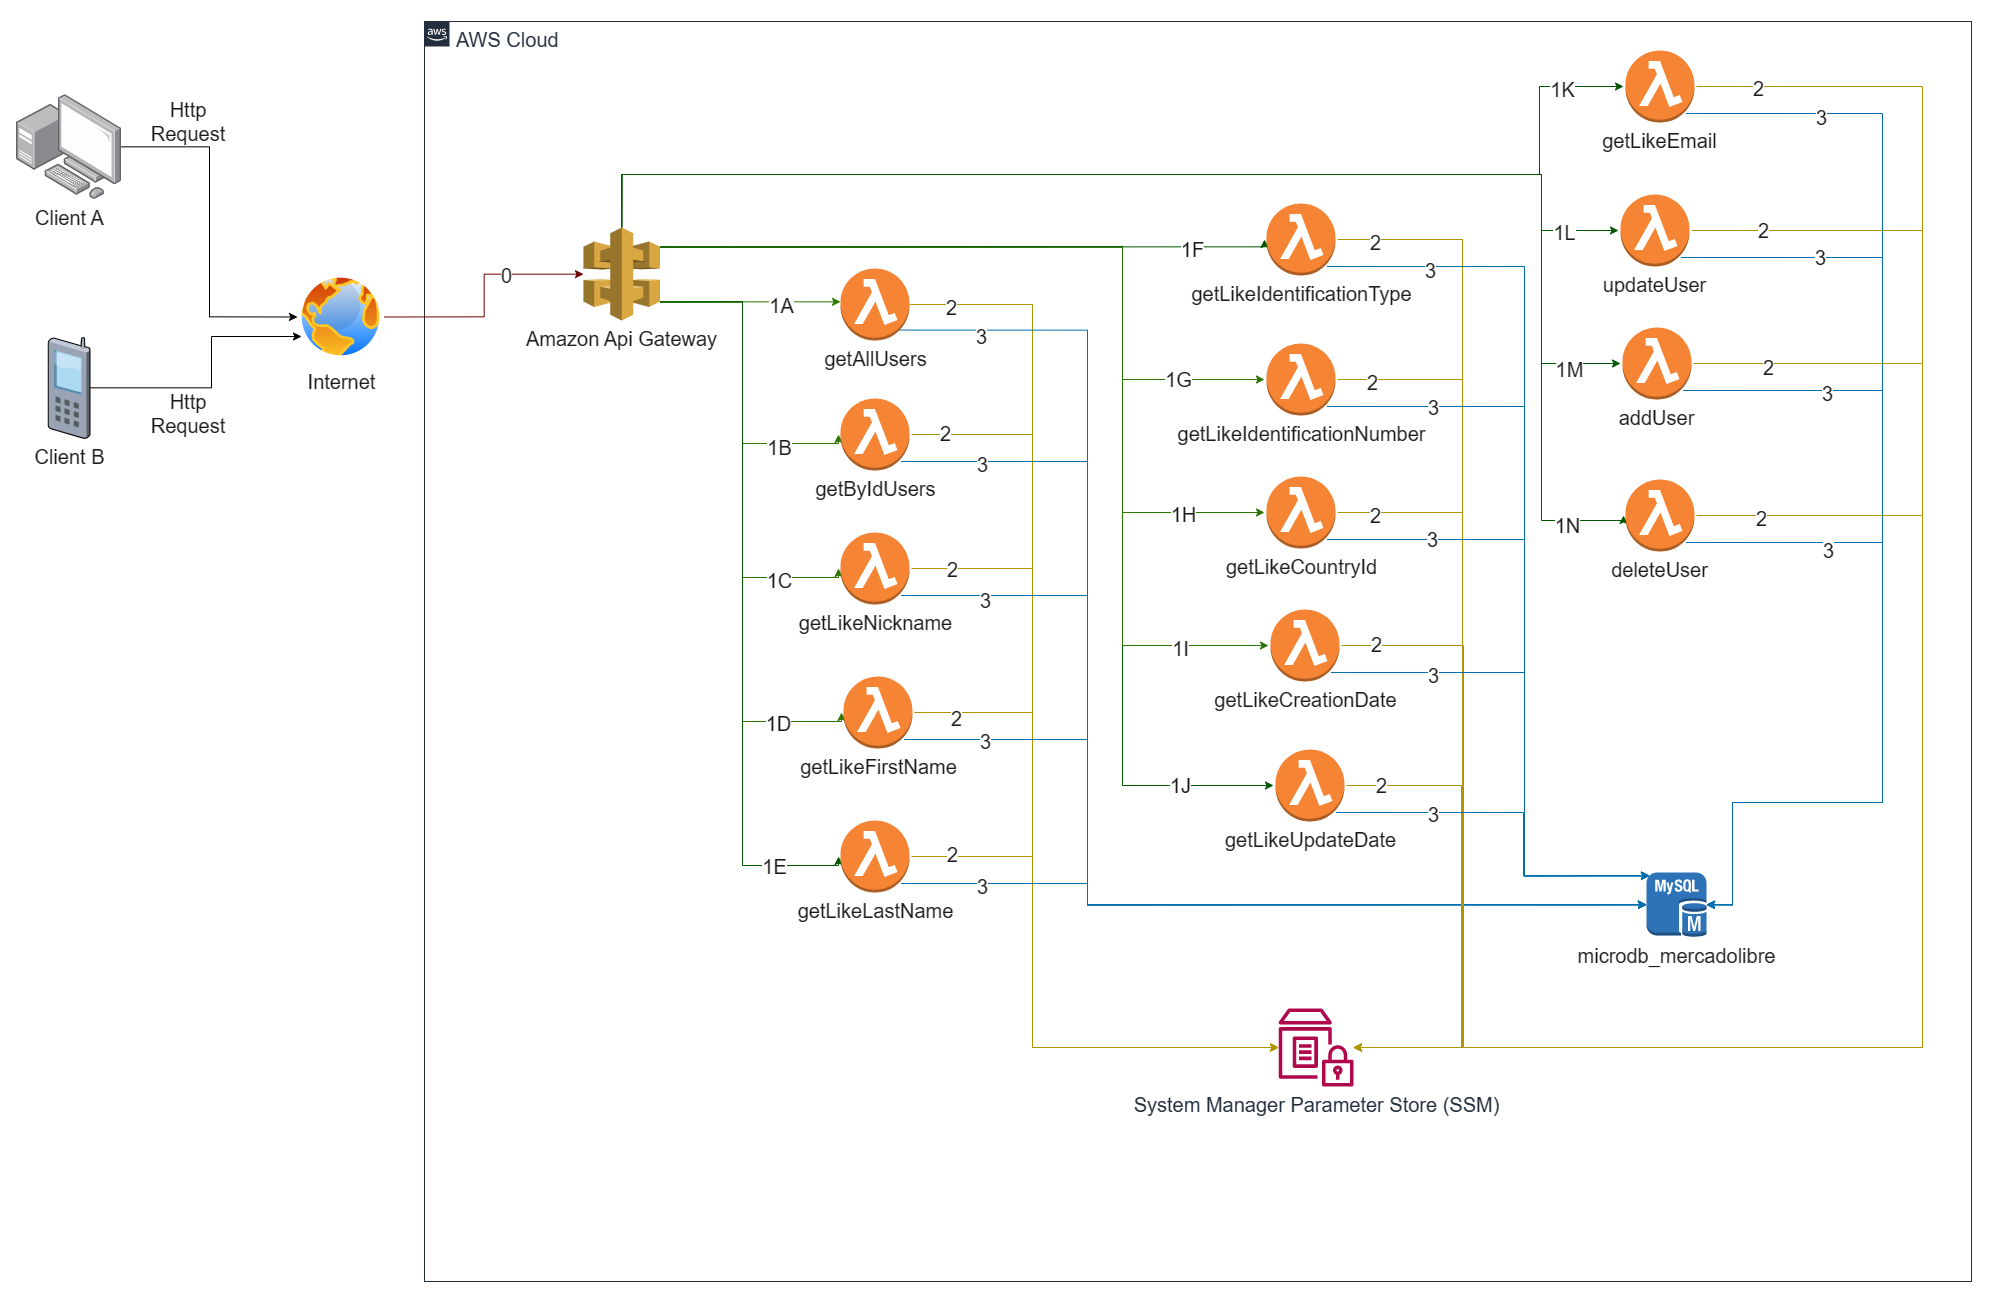 aws
AWS Cloud
Http
Request
Client A
Http
Request
Client B
Internet
0
Amazon Api Gateway
1A
2
3
getAllUsers
1B
2
3
getByIdUsers
1C
2
3
getLikeNickname
1D
2
3
getLikeFirstName
1E
2
3
getLikeLastName
1F
2
3
getLikeIdentificationType
1G
2
3
getLikeIdentificationNumber
1H
2
3
getLikeCountryId
1I
2
3
getLikeCreationDate
1J
2
3
getLikeUpdateDate
1K
2
3
getLikeEmail
1L
2
3
updateUser
1M
2
3
addUser
1N
2
3
deleteUser
MySQL
M
microdb_mercadolibre
System Manager Parameter Store (SSM)